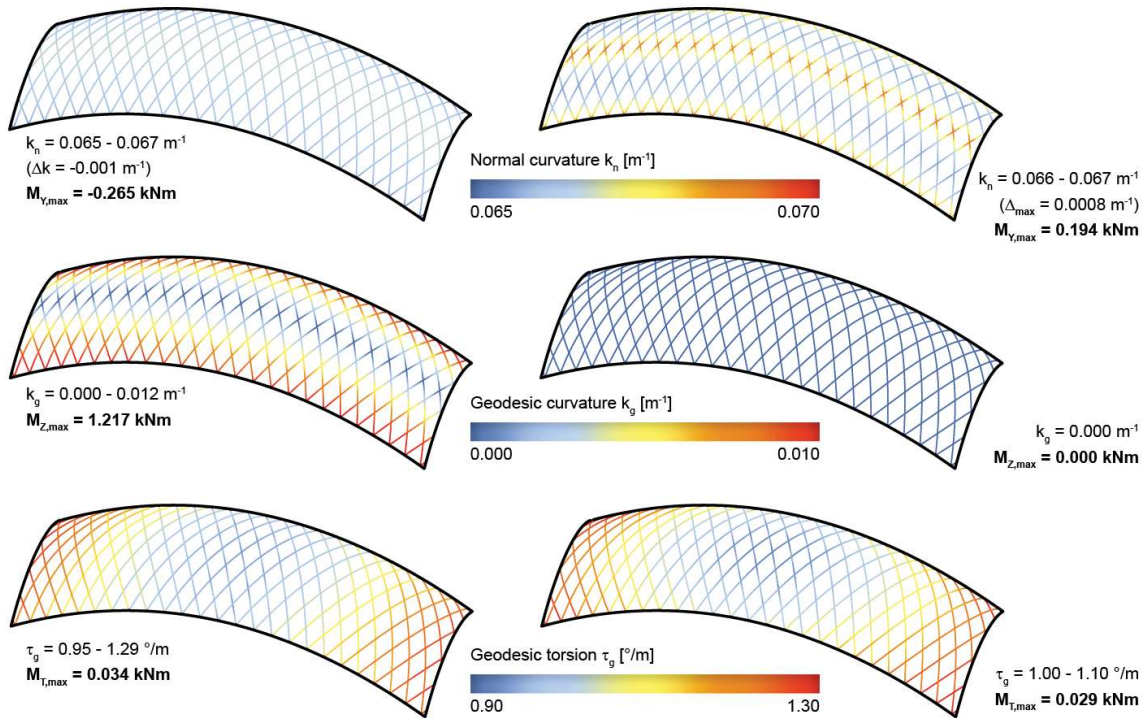 kₙ = 0.065 - 0.067 m⁻¹
(Δk = -0.001 m⁻¹)
M_Y,max = -0.265 kNm
Normal curvature kₙ [m⁻¹]
0.065 0.070
kₙ = 0.066 - 0.067 m⁻¹
(Δmax = 0.0008 m⁻¹)
M_Y,max = 0.194 kNm
k_g = 0.000 - 0.012 m⁻¹
M_Z,max = 1.217 kNm
Geodesic curvature k_g [m⁻¹]
0.000 0.010
k_g = 0.000 m⁻¹
M_Z,max = 0.000 kNm
τ_g = 0.95 - 1.29 °/m
M_T,max = 0.034 kNm
Geodesic torsion τ_g [°/m]
0.90 1.30
τ_g = 1.00 - 1.10 °/m
M_T,max = 0.029 kNm